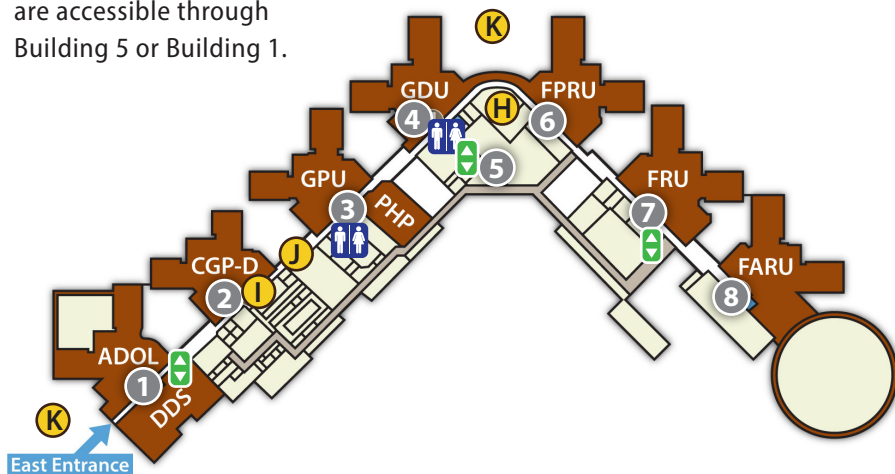 are accessible through
Building 5 or Building 1.
K
GDU
FPRU
H
4
6
5
GPU
FRU
3
PHP
7
J
CGP-D
FARU
I
2
8
ADOL
1
DDS
K
East Entrance